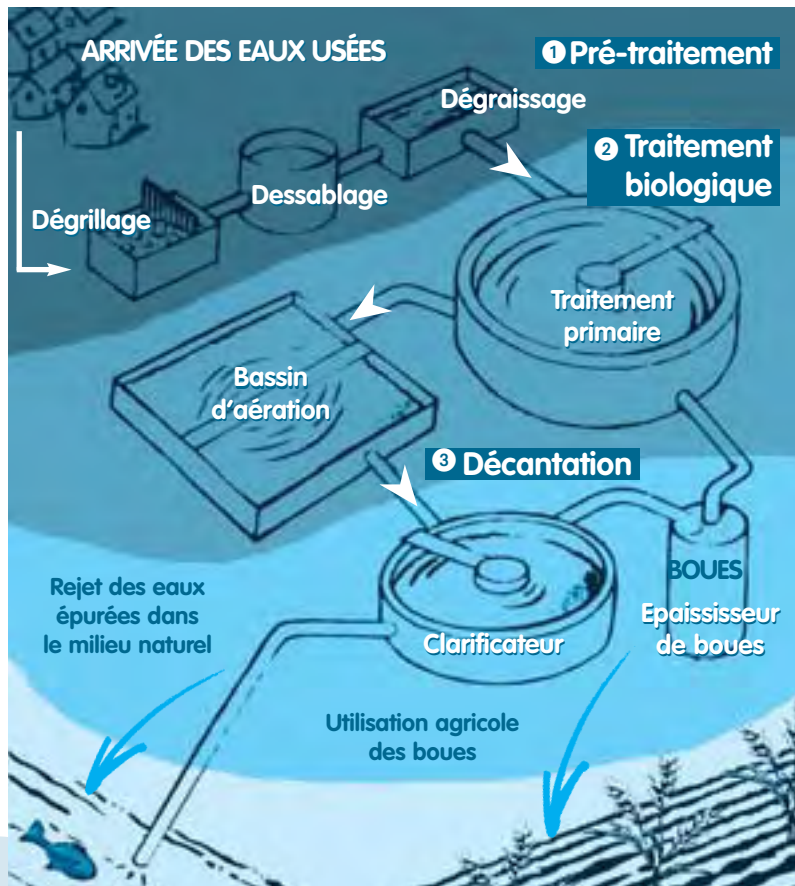 ARRIVÉE DES EAUX USÉES
❶ Pré-traitement
Dégraissage
❷ Traitement
biologique
Dessablage
Dégrillage
Traitement
primaire
Bassin
d'aération
❸ Décantation
BOUES
Epaississeur
de boues
Rejet des eaux
épurées dans
le milieu naturel
Clarificateur
Utilisation agricole
des boues